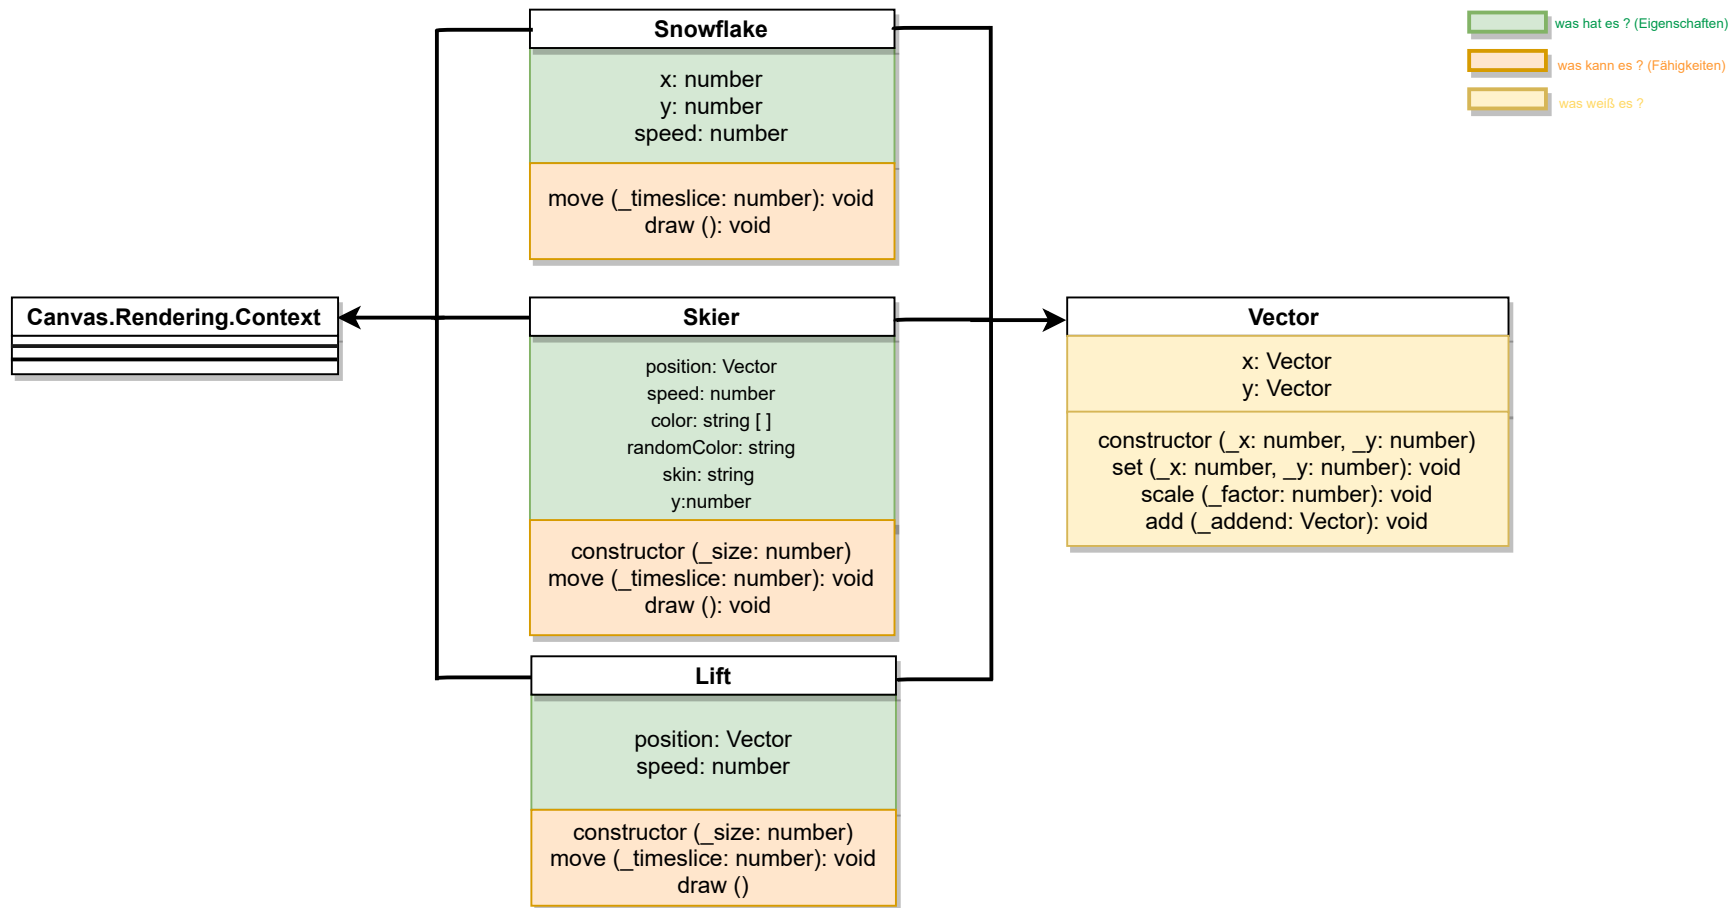 Snowflake
x: number
y: number
speed: number
move (_timeslice: number): void
draw (): void
was hat es ? (Eigenschaften)
was kann es ? (Fähigkeiten)
was weiß es ?
Canvas.Rendering.Context
Skier
position: Vector
speed: number
color: string [ ]
randomColor: string
skin: string
y:number
constructor (_size: number)
move (_timeslice: number): void
draw (): void
Vector
x: Vector
y: Vector
constructor (_x: number, _y: number)
set (_x: number, _y: number): void
scale (_factor: number): void
add (_addend: Vector): void
Lift
position: Vector
speed: number
constructor (_size: number)
move (_timeslice: number): void
draw ()